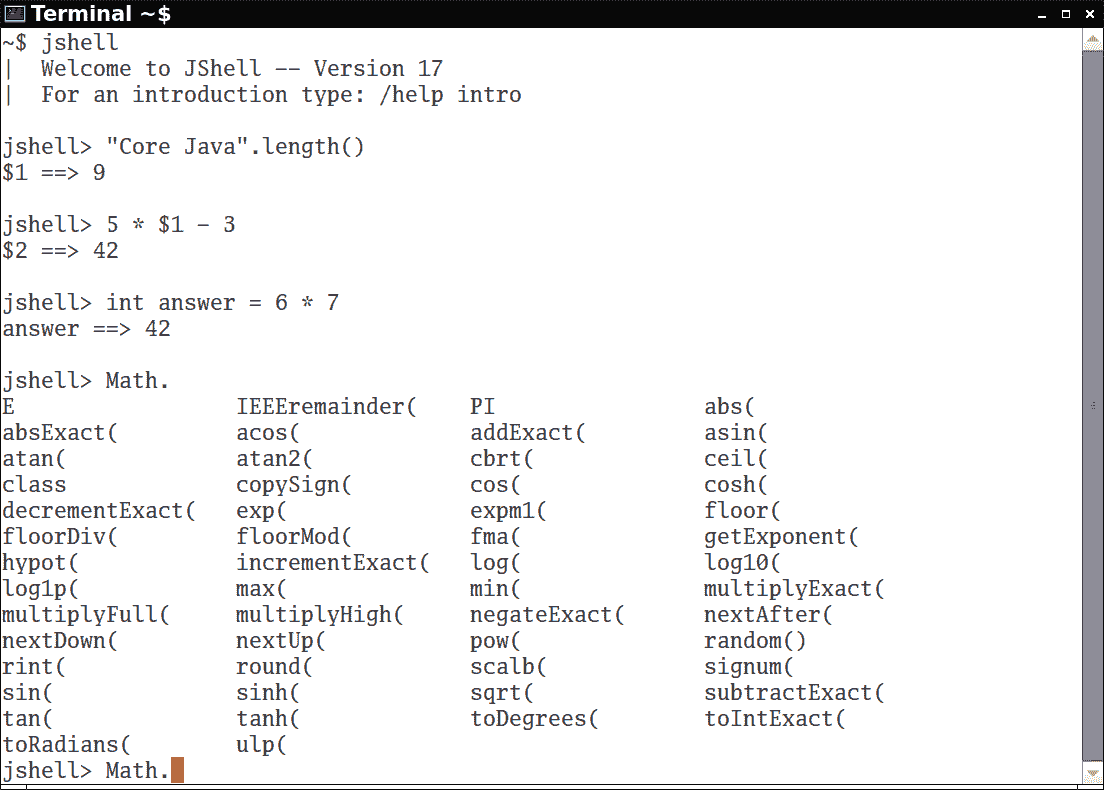 Terminal ~$
~$ jshell
|  Welcome to JShell -- Version 17
|  For an introduction type: /help intro
jshell> "Core Java".length()
$1 ==> 9
jshell> 5 * $1 - 3
$2 ==> 42
jshell> int answer = 6 * 7
answer ==> 42
jshell> Math.
E                 IEEEremainder(    PI                abs(
absExact(         acos(             addExact(         asin(
atan(             atan2(            cbrt(             ceil(
class             copySign(         cos(              cosh(
decrementExact(   exp(              expm1(            floor(
floorDiv(         floorMod(         fma(              getExponent(
hypot(            incrementExact(   log(              log10(
log1p(            max(              min(              multiplyExact(
multiplyFull(     multiplyHigh(     negateExact(      nextAfter(
nextDown(         nextUp(           pow(              random()
rint(             round(            scalb(            signum(
sin(              sinh(             sqrt(             subtractExact(
tan(              tanh(             toDegrees(        toIntExact(
toRadians(        ulp(
jshell> Math.